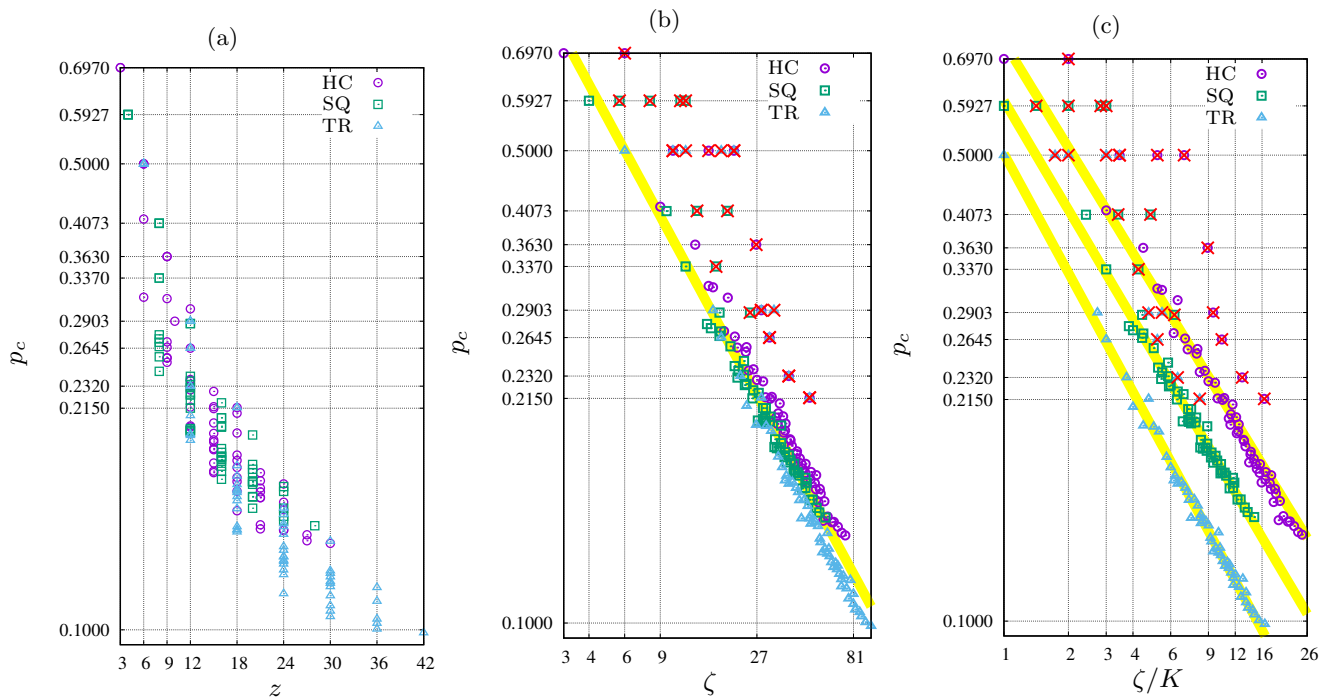 (a)
p_c
0.6970
0.5927
0.5000
0.4073
0.3630
0.3370
0.2903
0.2645
0.2320
0.2150
0.1000
HC
SQ
TR
3 6 9 12 18 24 30 36 42
z
(b)
p_c
0.6970
0.5927
0.5000
0.4073
0.3630
0.3370
0.2903
0.2645
0.2320
0.2150
0.1000
HC
SQ
TR
3 4 6 9 27 81
ζ
(c)
p_c
0.6970
0.5927
0.5000
0.4073
0.3630
0.3370
0.2903
0.2645
0.2320
0.2150
0.1000
HC
SQ
TR
1 2 3 4 6 9 12 16 26
ζ/K